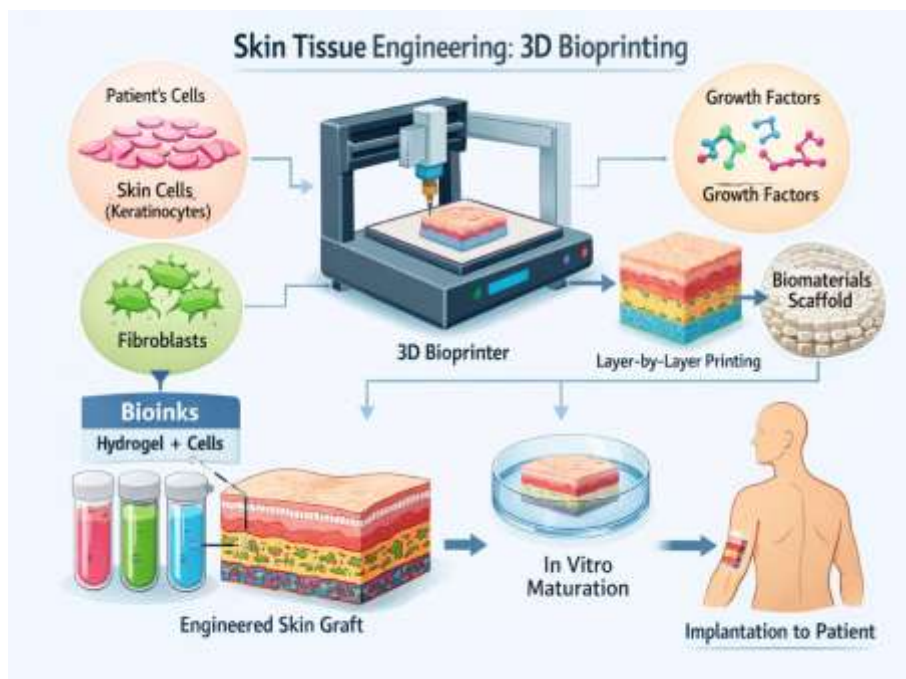 Skin Tissue Engineering: 3D Bioprinting
Patient's Cells
Skin Cells,
(Keratinocytes)
Growth Factors
Growth Factors
Fibroblasts
3D Bioprinter
Layer-by-Layer Printing
Biomaterials
Scaffold
Bioinks
Hydrogel + Cells
Engineered Skin Graft
In Vitro
Maturation
Implantation to Patient